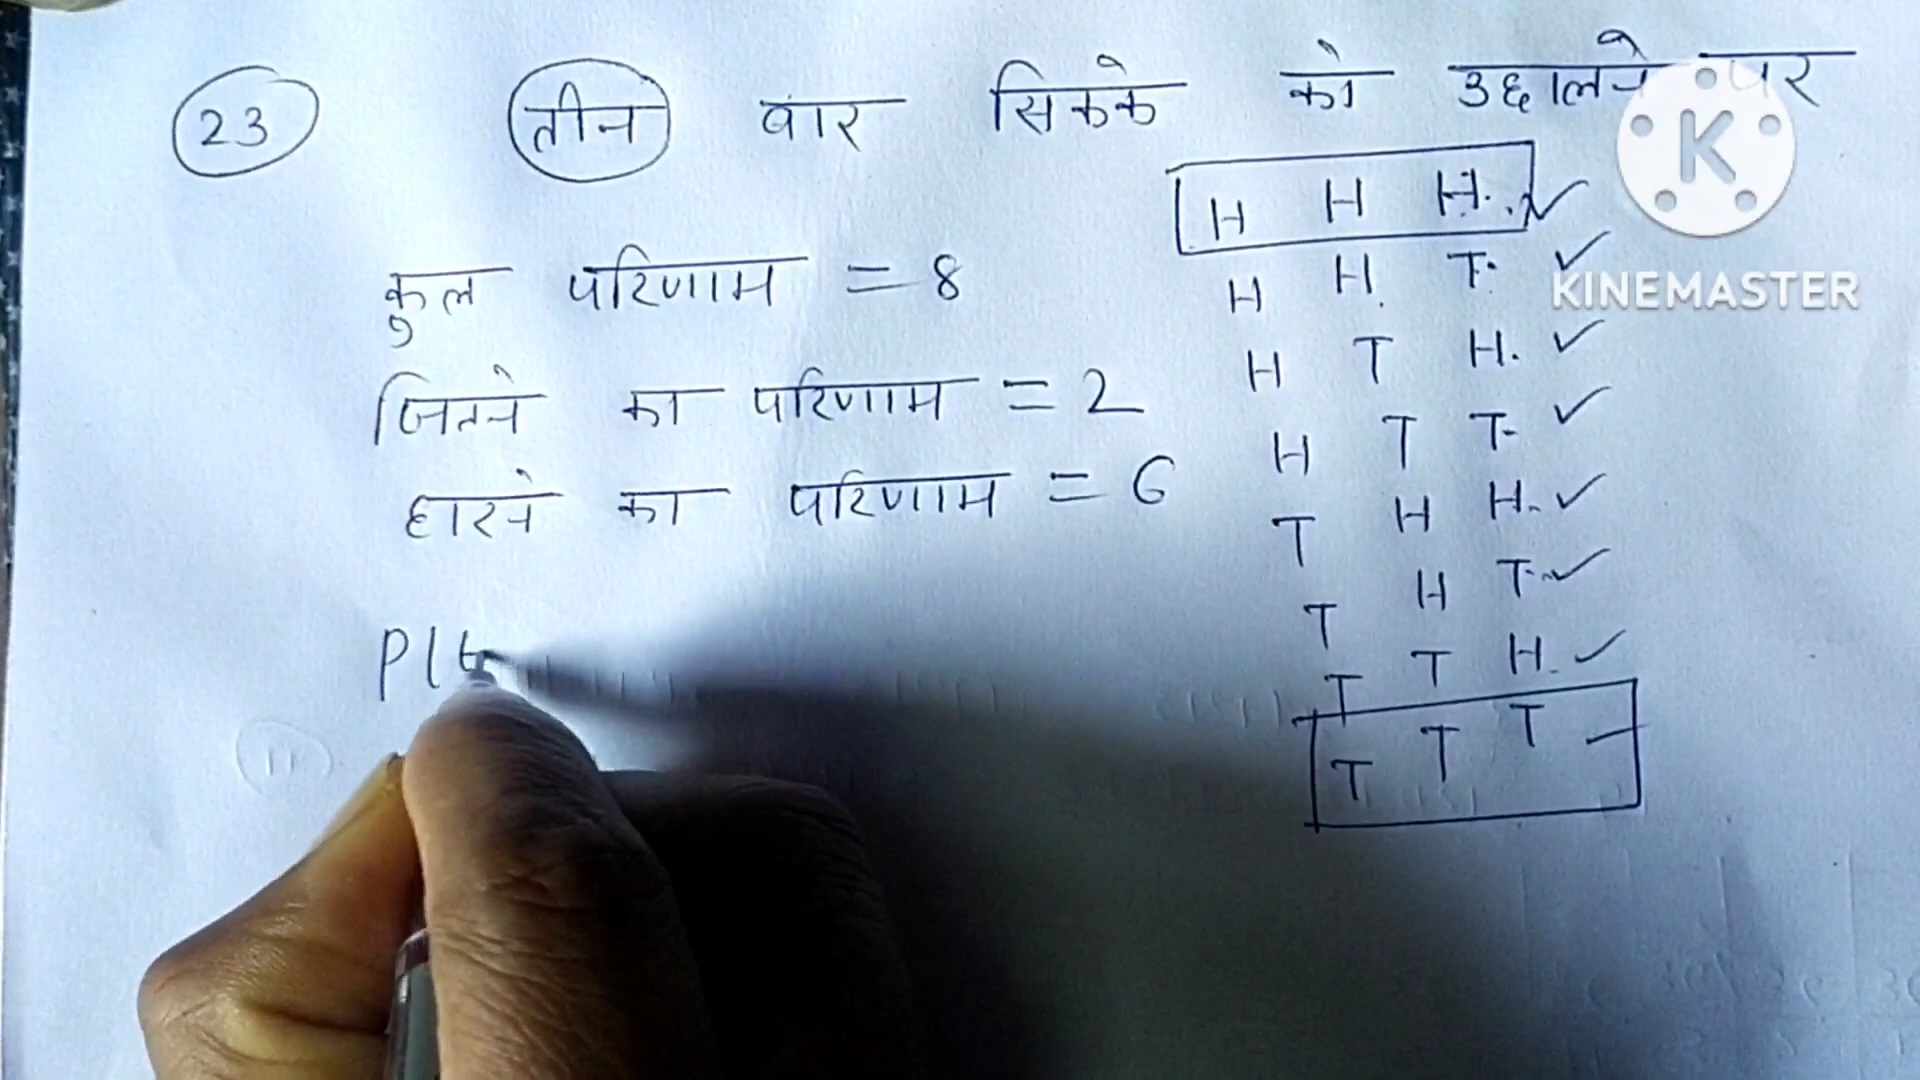 23 तीन बार सिक्के को उछालने पर
H H H
कुल परिणाम = 8
H H T
H T H
जितने का परिणाम = 2
H T T
हारने का परिणाम = 6
T H H
T H T
T T H
P(
T T T
K
KINEMASTER